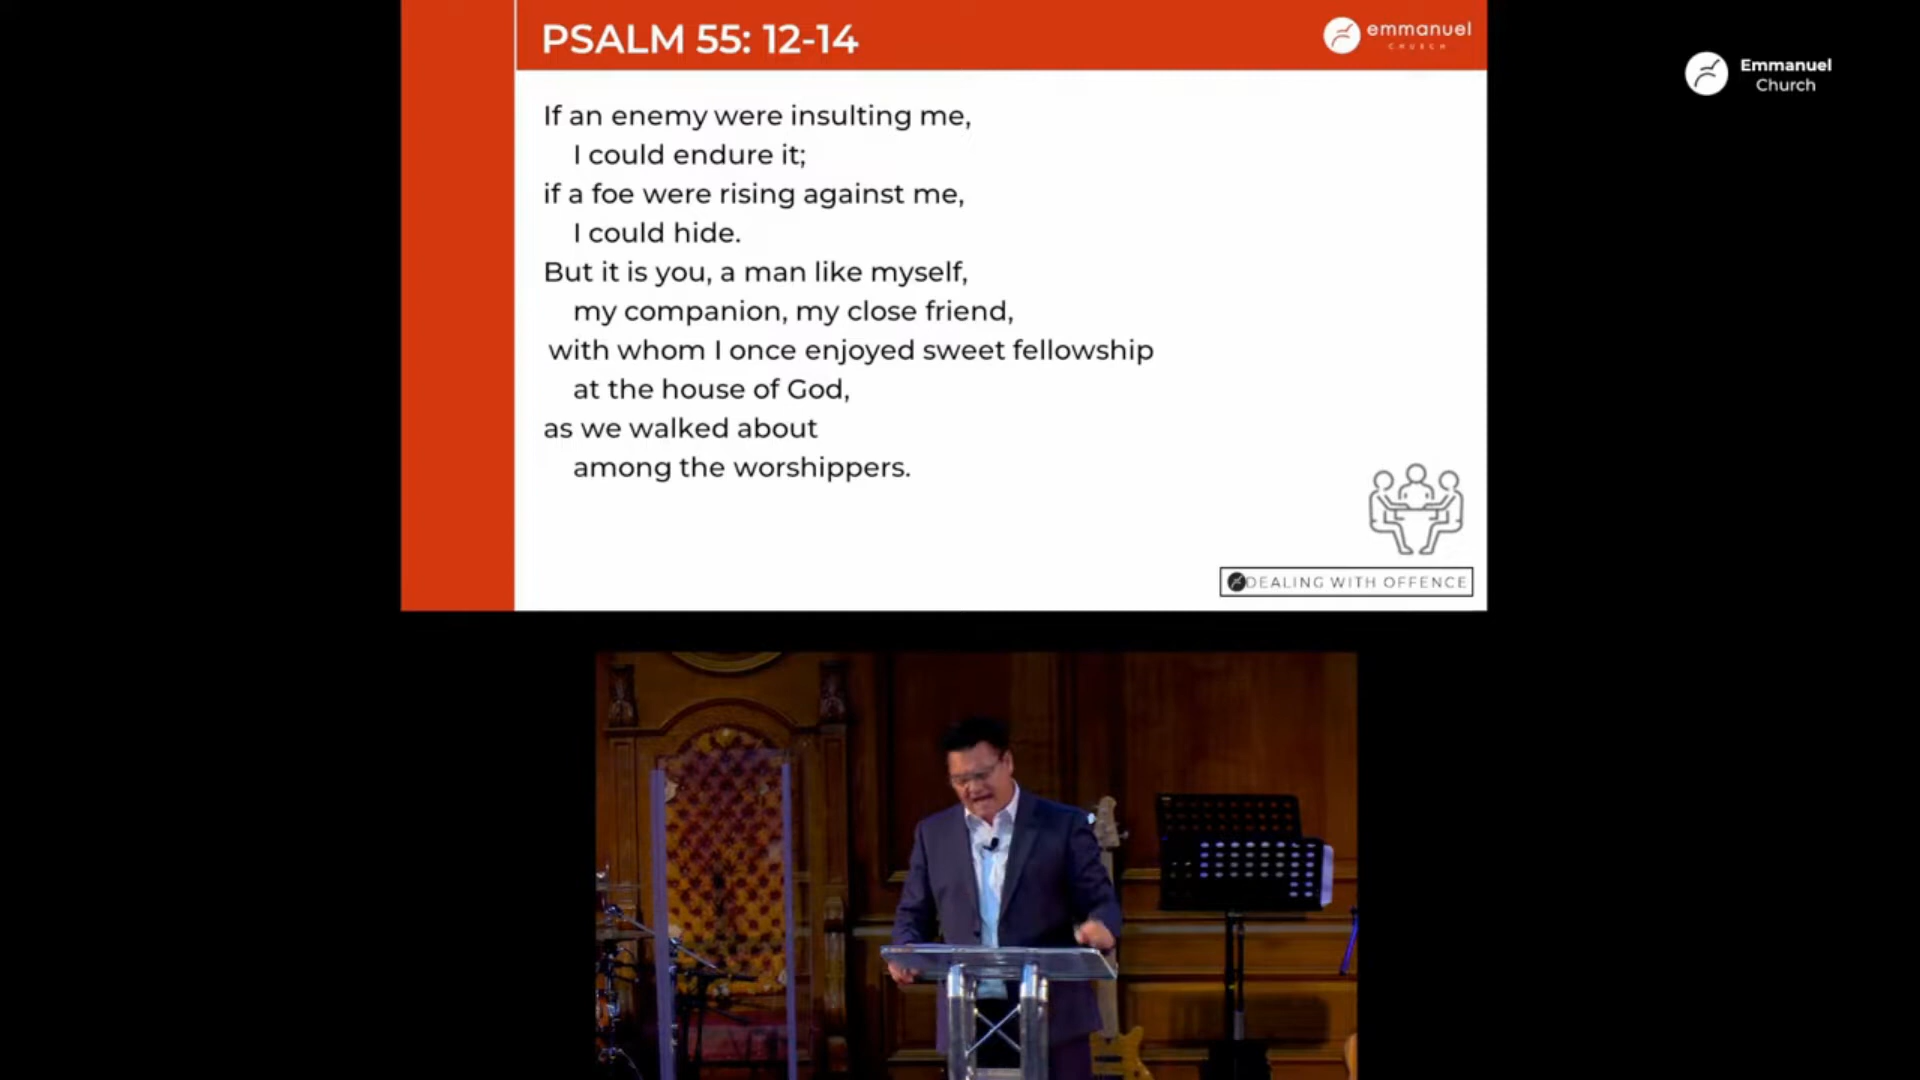 PSALM 55: 12-14
emmanuel
CHURCH
Emmanuel
Church
If an enemy were insulting me,
I could endure it;
if a foe were rising against me,
I could hide.
But it is you, a man like myself,
my companion, my close friend,
with whom I once enjoyed sweet fellowship
at the house of God,
as we walked about
among the worshippers.
DEALING WITH OFFENCE